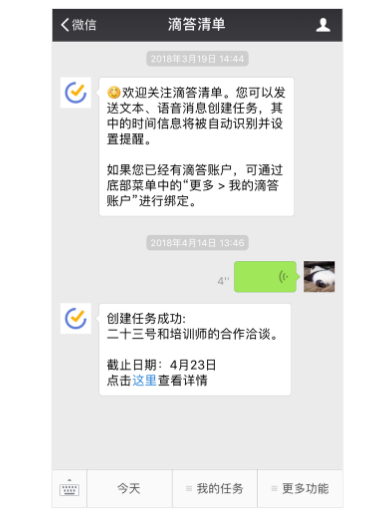 微信
滴答清单
2018年3月19日 14:44
欢迎关注滴答清单。您可以发
送文本、语音消息创建任务，其
中的时间信息将被自动识别并设
置提醒。
如果您已经有滴答账户，可通过
底部菜单中的“更多 > 我的滴答
账户”进行绑定。
2018年4月14日 13:46
4''
创建任务成功:
二十三号和培训师的合作洽谈。
截止日期：4月23日
点击这里查看详情
今天
我的任务
更多功能